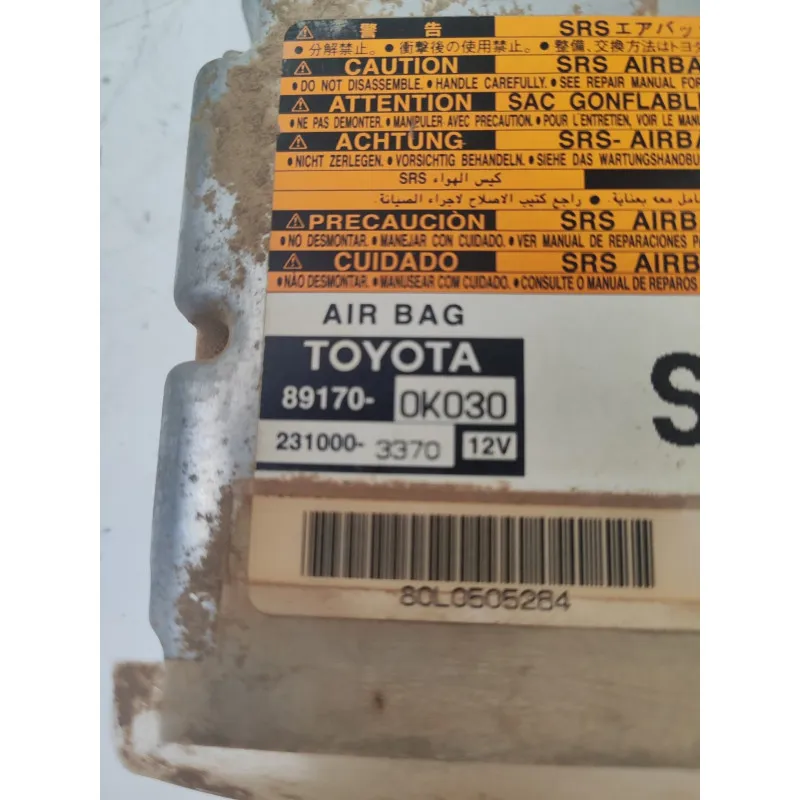 ⚠ 警 告 SRSエアバッ
● 分解禁止。 ● 衝撃後の使用禁止。 ● 整備、交換方法はトヨ
⚠ CAUTION SRS AIRBA
● DO NOT DISASSEMBLE. ● HANDLE CAREFULLY. ● SEE REPAIR MANUAL FOR
⚠ ATTENTION SAC GONFLABL
● NE PAS DEMONTER. ● MANIPULER AVEC PRECAUTION. ● POUR L'ENTRETIEN, VOIR LE MANU
⚠ ACHTUNG SRS- AIRBA
● NICHT ZERLEGEN. ● VORSICHTIG BEHANDELN. ● SIEHE DAS WARTUNGSHANDBU
كيس الهواء SRS
امل معه بعناية. ● راجع كتيب الاصلاح لاجراء الصيانة.
⚠ PRECAUCIÒN SRS AIRB
● NO DESMONTAR. ● MANEJAR CON CUIDADO. ● VER MANUAL DE REPARACIONES P
⚠ CUIDADO SRS AIRB
● NÃO DESMONTAR. ● MANUSEAR COM CUIDADO. ● CONSULTE O MANUAL DE REPAROS
AIR BAG
TOYOTA
89170- 0K030
231000- 3370 12V
S
80L0505284